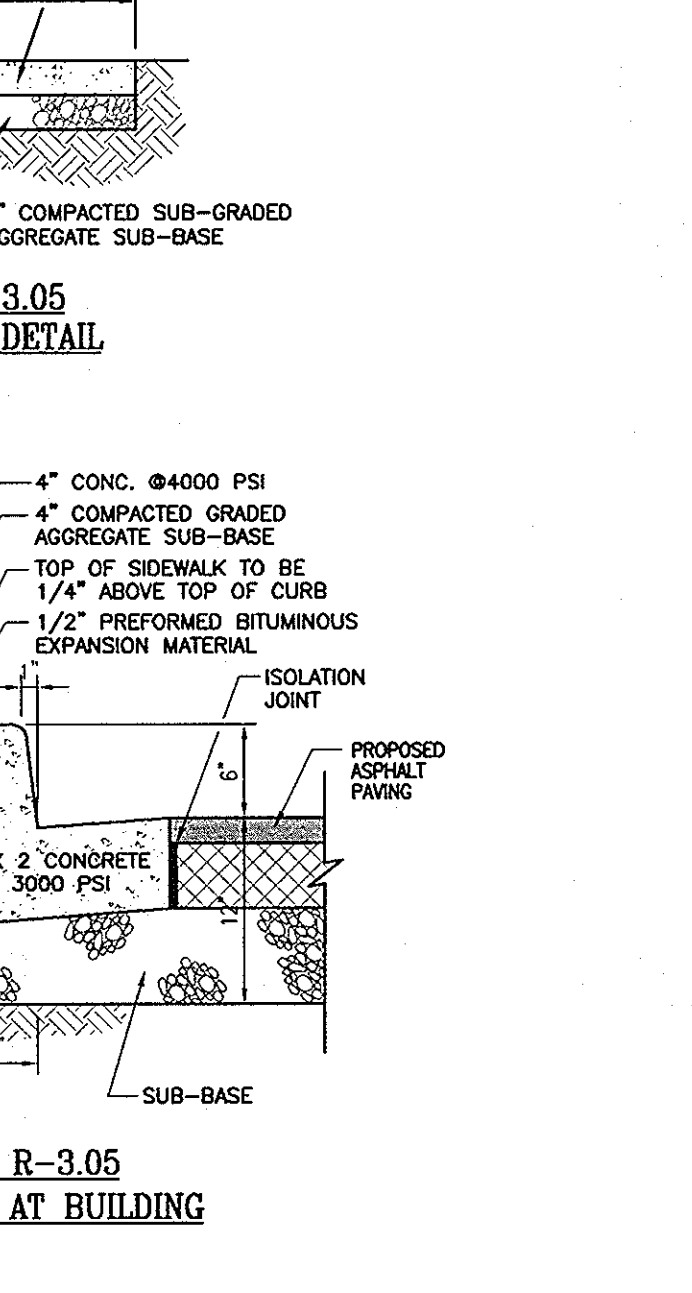 " COMPACTED SUB-GRADED
GGREGATE SUB-BASE
3.05
DETAIL
4" CONC. @4000 PSI
4" COMPACTED GRADED
AGGREGATE SUB-BASE
TOP OF SIDEWALK TO BE
1/4" ABOVE TOP OF CURB
1/2" PREFORMED BITUMINOUS
EXPANSION MATERIAL
1"
ISOLATION
JOINT
6"
PROPOSED
ASPHALT
PAVING
2 CONCRETE
3000 PSI
12"
SUB-BASE
R-3.05
AT BUILDING